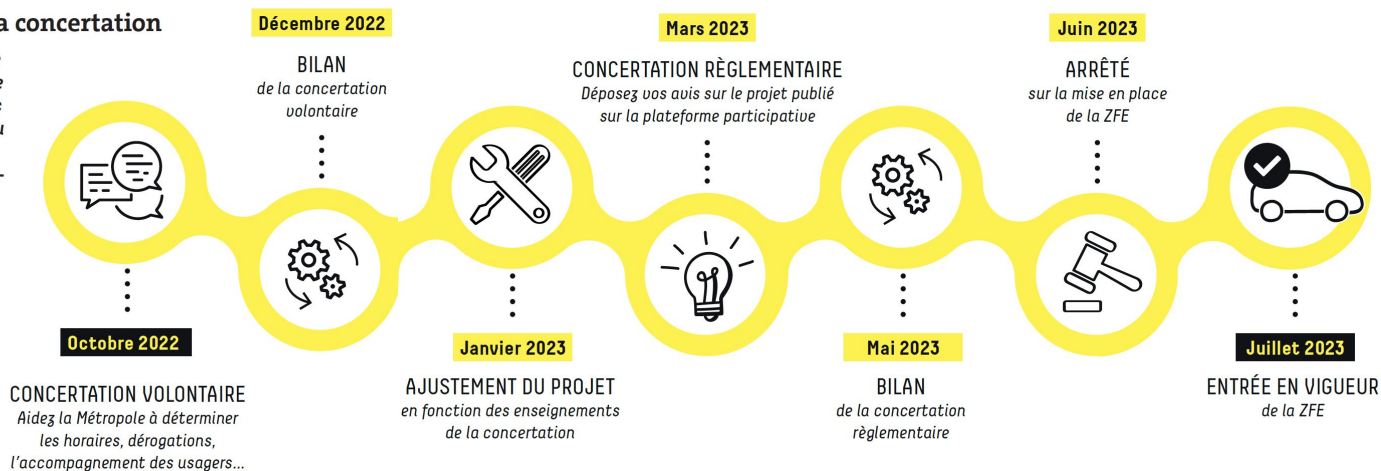 a concertation
Décembre 2022
BILAN
de la concertation
volontaire
Mars 2023
CONCERTATION RÈGLEMENTAIRE
Déposez vos avis sur le projet publié
sur la plateforme participative
Juin 2023
ARRÊTÉ
sur la mise en place
de la ZFE
Octobre 2022
CONCERTATION VOLONTAIRE
Aidez la Métropole à déterminer
les horaires, dérogations,
l'accompagnement des usagers...
Janvier 2023
AJUSTEMENT DU PROJET
en fonction des enseignements
de la concertation
Mai 2023
BILAN
de la concertation
règlementaire
Juillet 2023
ENTRÉE EN VIGUEUR
de la ZFE